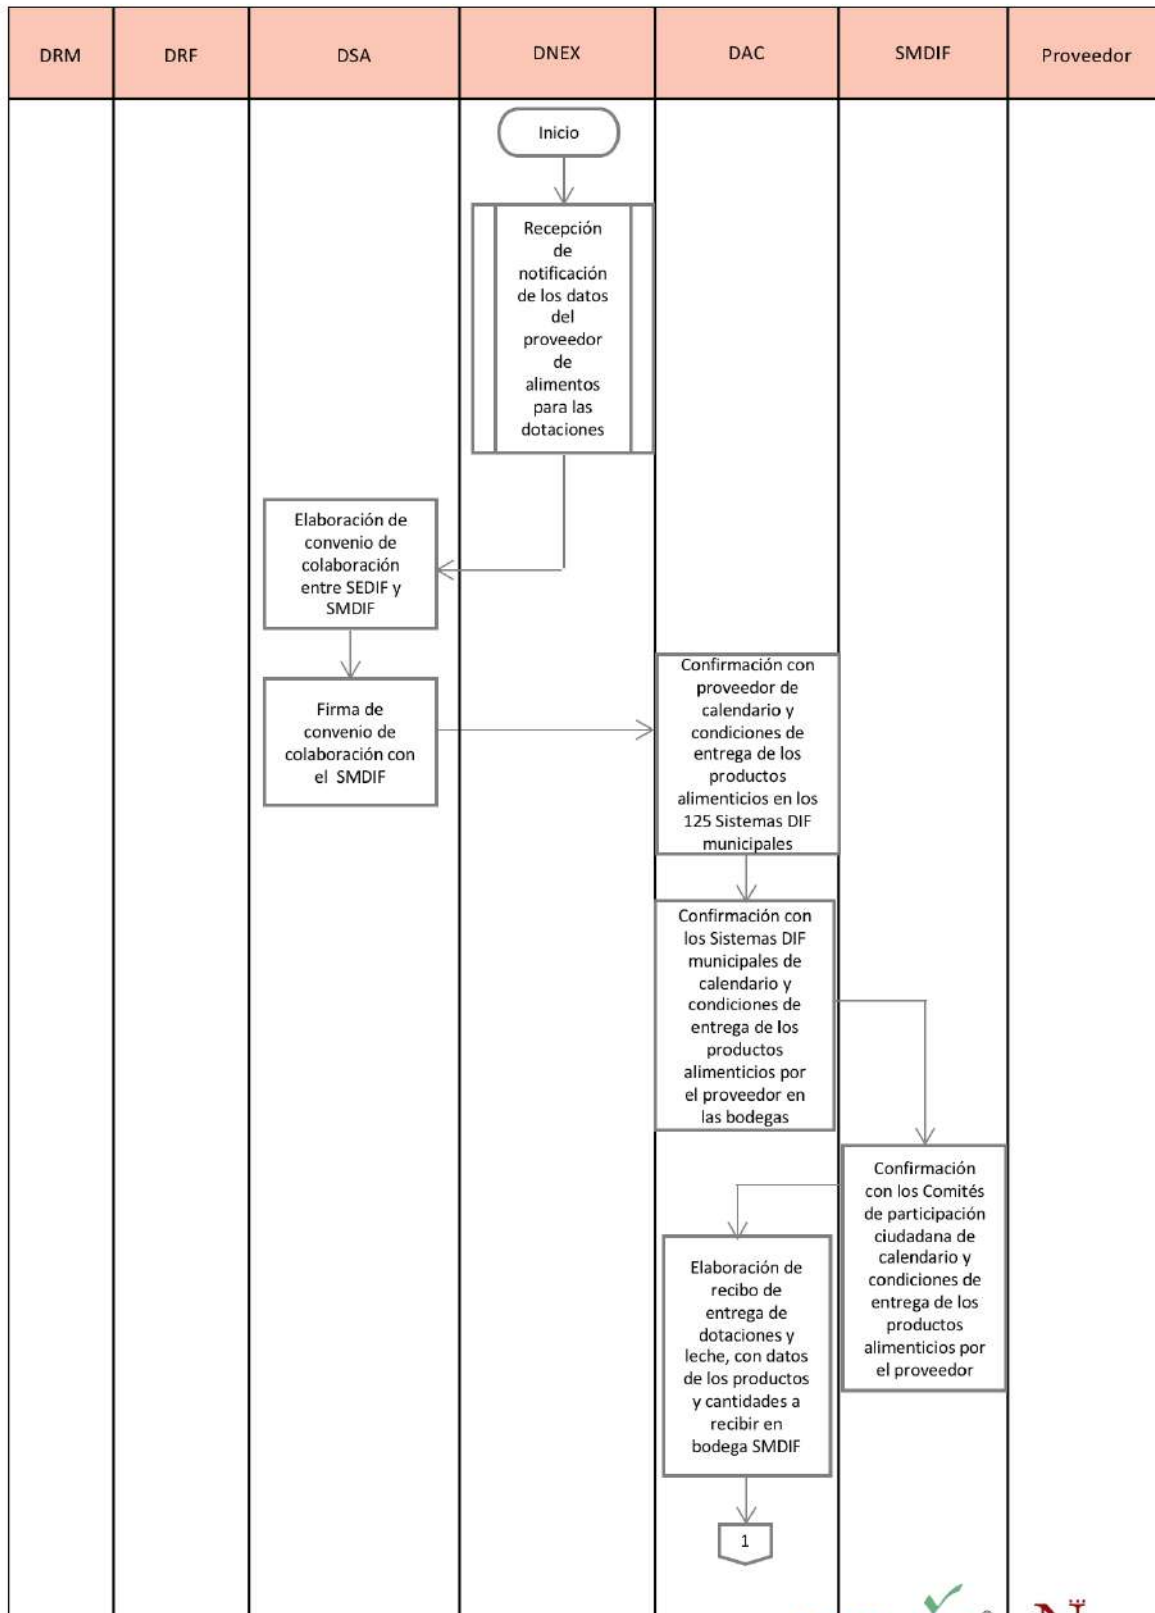 DRM
DRF
DSA
DNEX
DAC
SMDIF
Proveedor
Inicio
Recepción
de
notificación
de los datos
del
proveedor
de
alimentos
para las
dotaciones
Elaboración de
convenio de
colaboración
entre SEDIF y
SMDIF
Firma de
convenio de
colaboración con
el SMDIF
Confirmación con
proveedor de
calendario y
condiciones de
entrega de los
productos
alimenticios en los
125 Sistemas DIF
municipales
Confirmación con
los Sistemas DIF
municipales de
calendario y
condiciones de
entrega de los
productos
alimenticios por
el proveedor en
las bodegas
Confirmación
con los Comités
de participación
ciudadana de
calendario y
condiciones de
entrega de los
productos
alimenticios por
el proveedor
Elaboración de
recibo de
entrega de
dotaciones y
leche, con datos
de los productos
y cantidades a
recibir en
bodega SMDIF
1